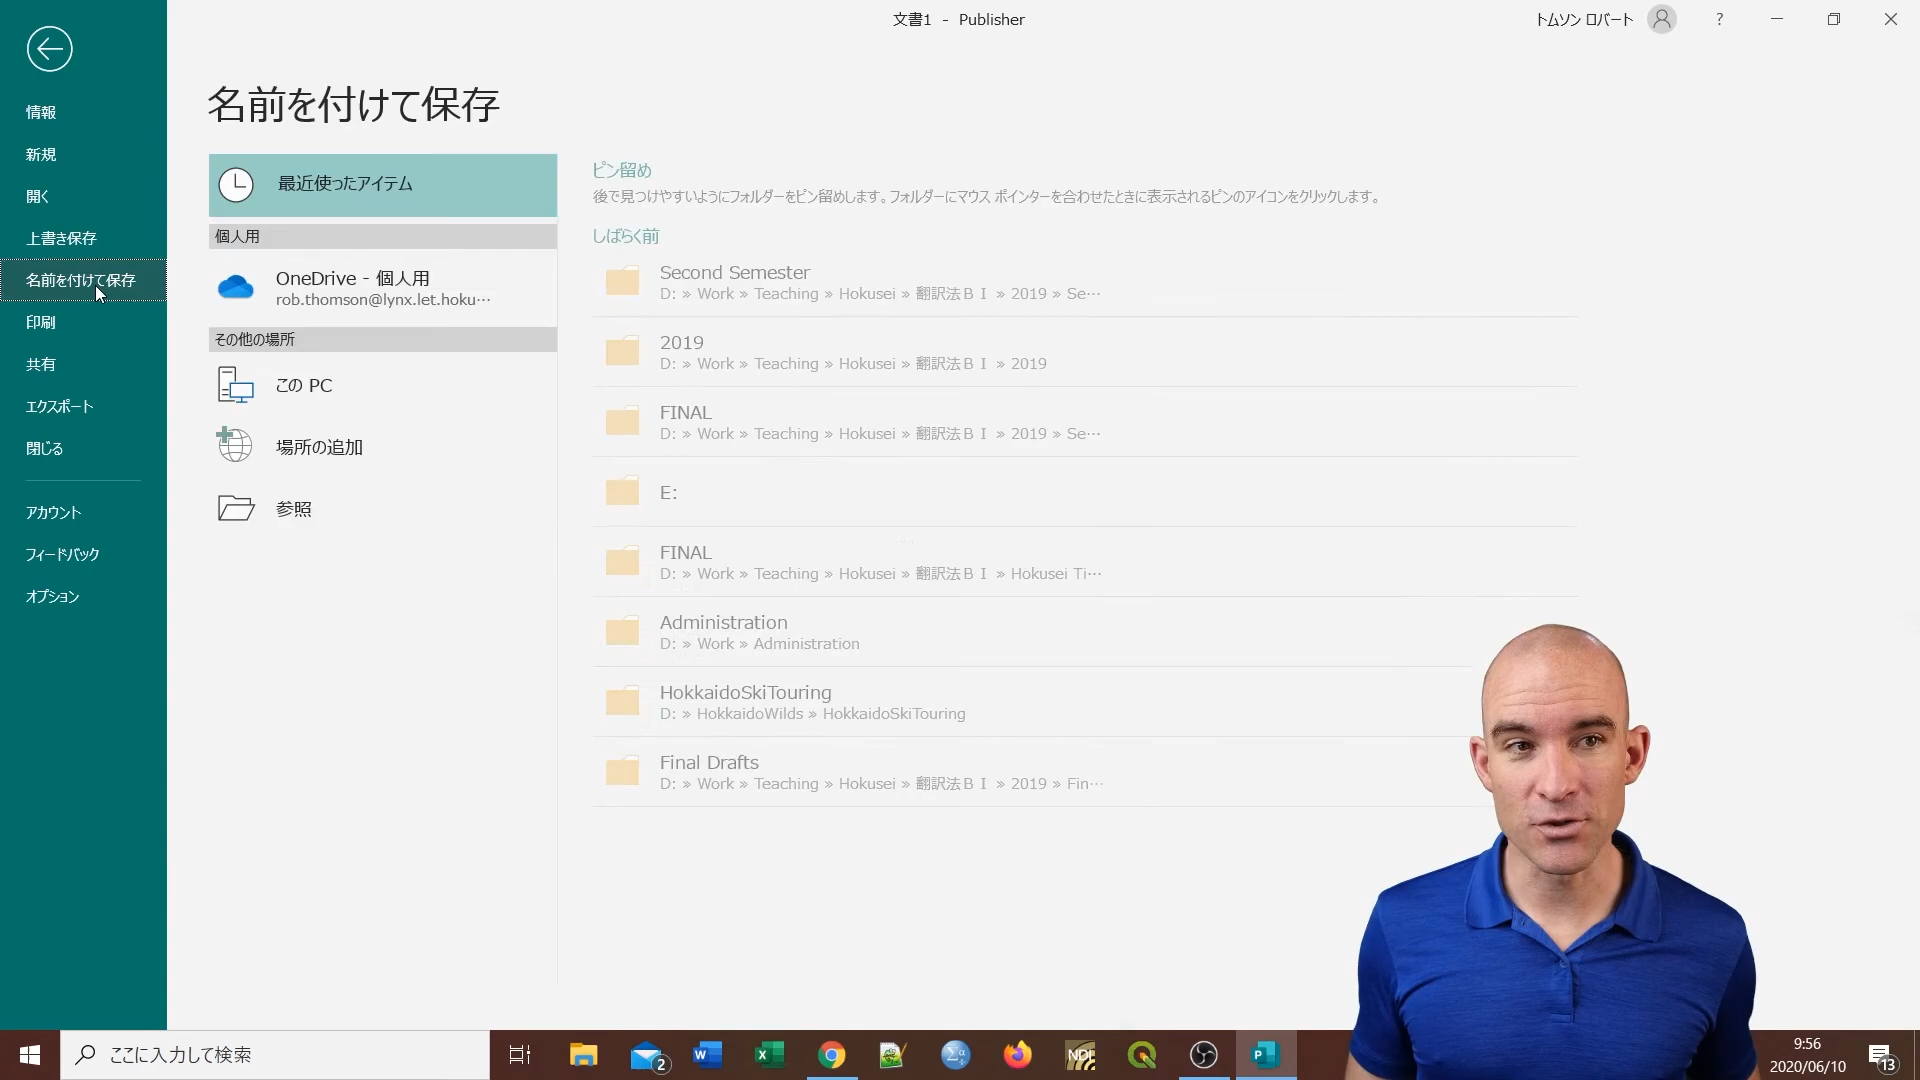 文書1 - Publisher
トムソン ロバート
?
情報
新規
開く
上書き保存
名前を付けて保存
印刷
共有
エクスポート
閉じる
アカウント
フィードバック
オプション
名前を付けて保存
最近使ったアイテム
個人用
OneDrive - 個人用
rob.thomson@lynx.let.hoku…
その他の場所
この PC
場所の追加
参照
ピン留め
後で見つけやすいようにフォルダーをピン留めします。フォルダーにマウス ポインターを合わせたときに表示されるピンのアイコンをクリックします。
しばらく前
Second Semester
D: » Work » Teaching » Hokusei » 翻訳法ＢＩ » 2019 » Se…
2019
D: » Work » Teaching » Hokusei » 翻訳法ＢＩ » 2019
FINAL
D: » Work » Teaching » Hokusei » 翻訳法ＢＩ » 2019 » Se…
E:
FINAL
D: » Work » Teaching » Hokusei » 翻訳法ＢＩ » Hokusei Ti…
Administration
D: » Work » Administration
HokkaidoSkiTouring
D: » HokkaidoWilds » HokkaidoSkiTouring
Final Drafts
D: » Work » Teaching » Hokusei » 翻訳法ＢＩ » 2019 » Fin…
ここに入力して検索
2
NDL
9:56
2020/06/10
13